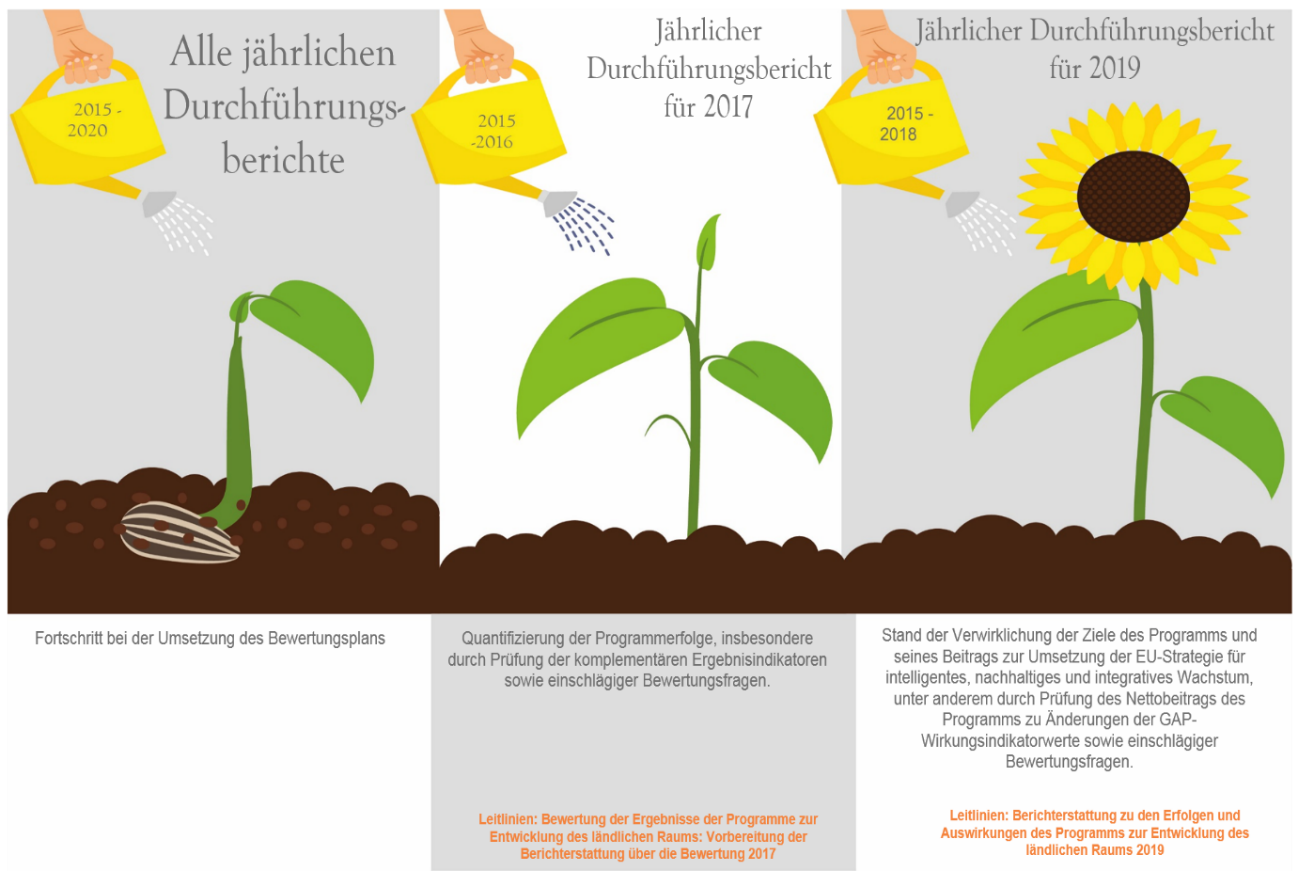 Alle jährlichen
Durchführungs-
berichte
2015 -
2020
Fortschritt bei der Umsetzung des Bewertungsplans
Jährlicher
Durchführungsbericht
für 2017
2015
-2016
Quantifizierung der Programmerfolge, insbesondere
durch Prüfung der komplementären Ergebnisindikatoren
sowie einschlägiger Bewertungsfragen.
Leitlinien: Bewertung der Ergebnisse der Programme zur
Entwicklung des ländlichen Raums: Vorbereitung der
Berichterstattung über die Bewertung 2017
Jährlicher Durchführungsbericht
für 2019
2015 -
2018
Stand der Verwirklichung der Ziele des Programms und
seines Beitrags zur Umsetzung der EU-Strategie für
intelligentes, nachhaltiges und integratives Wachstum,
unter anderem durch Prüfung des Nettobeitrags des
Programms zu Änderungen der GAP-
Wirkungsindikatorwerte sowie einschlägiger
Bewertungsfragen.
Leitlinien: Berichterstattung zu den Erfolgen und
Auswirkungen des Programms zur Entwicklung des
ländlichen Raums 2019